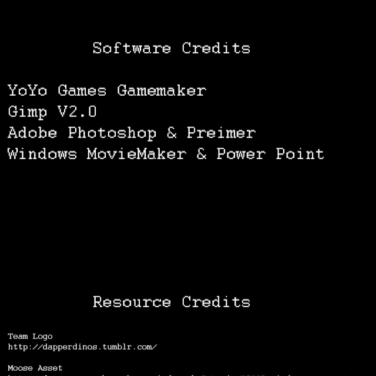 Software Credits
YoYo Games Gamemaker
Gimp V2.0
Adobe Photoshop & Preimer
Windows MovieMaker & Power Point
Resource Credits
Team Logo
http://dapperdinos.tumblr.com/
Moose Asset